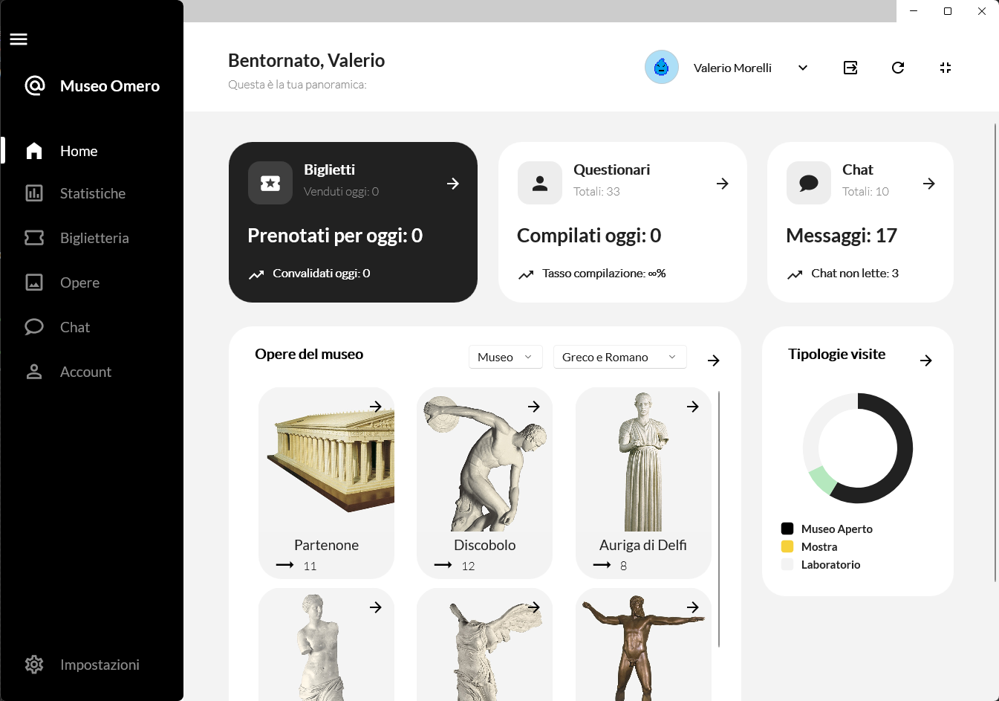 Museo Omero
Home
Statistiche
Biglietteria
Opere
Chat
Account
Impostazioni
Bentornato, Valerio
Questa è la tua panoramica:
Valerio Morelli
Biglietti
Venduti oggi: 0
Prenotati per oggi: 0
Convalidati oggi: 0
Questionari
Totali: 33
Compilati oggi: 0
Tasso compilazione: ∞%
Chat
Totali: 10
Messaggi: 17
Chat non lette: 3
Opere del museo
Museo
Greco e Romano
Partenone
11
Discobolo
12
Auriga di Delfi
8
Tipologie visite
Museo Aperto
Mostra
Laboratorio